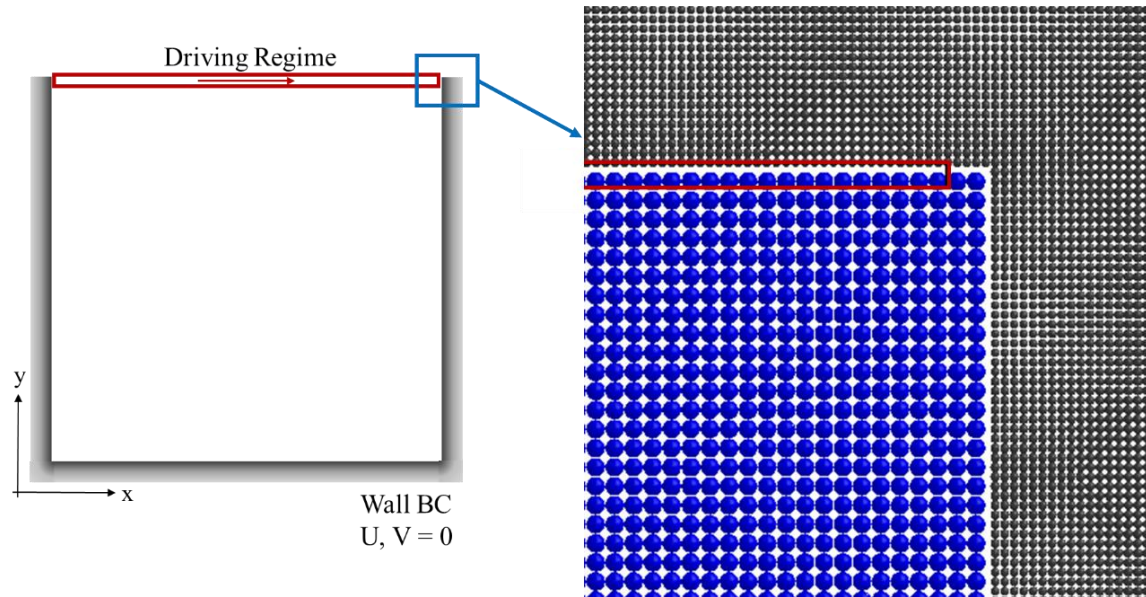 Driving Regime
y
x
Wall BC
U, V = 0